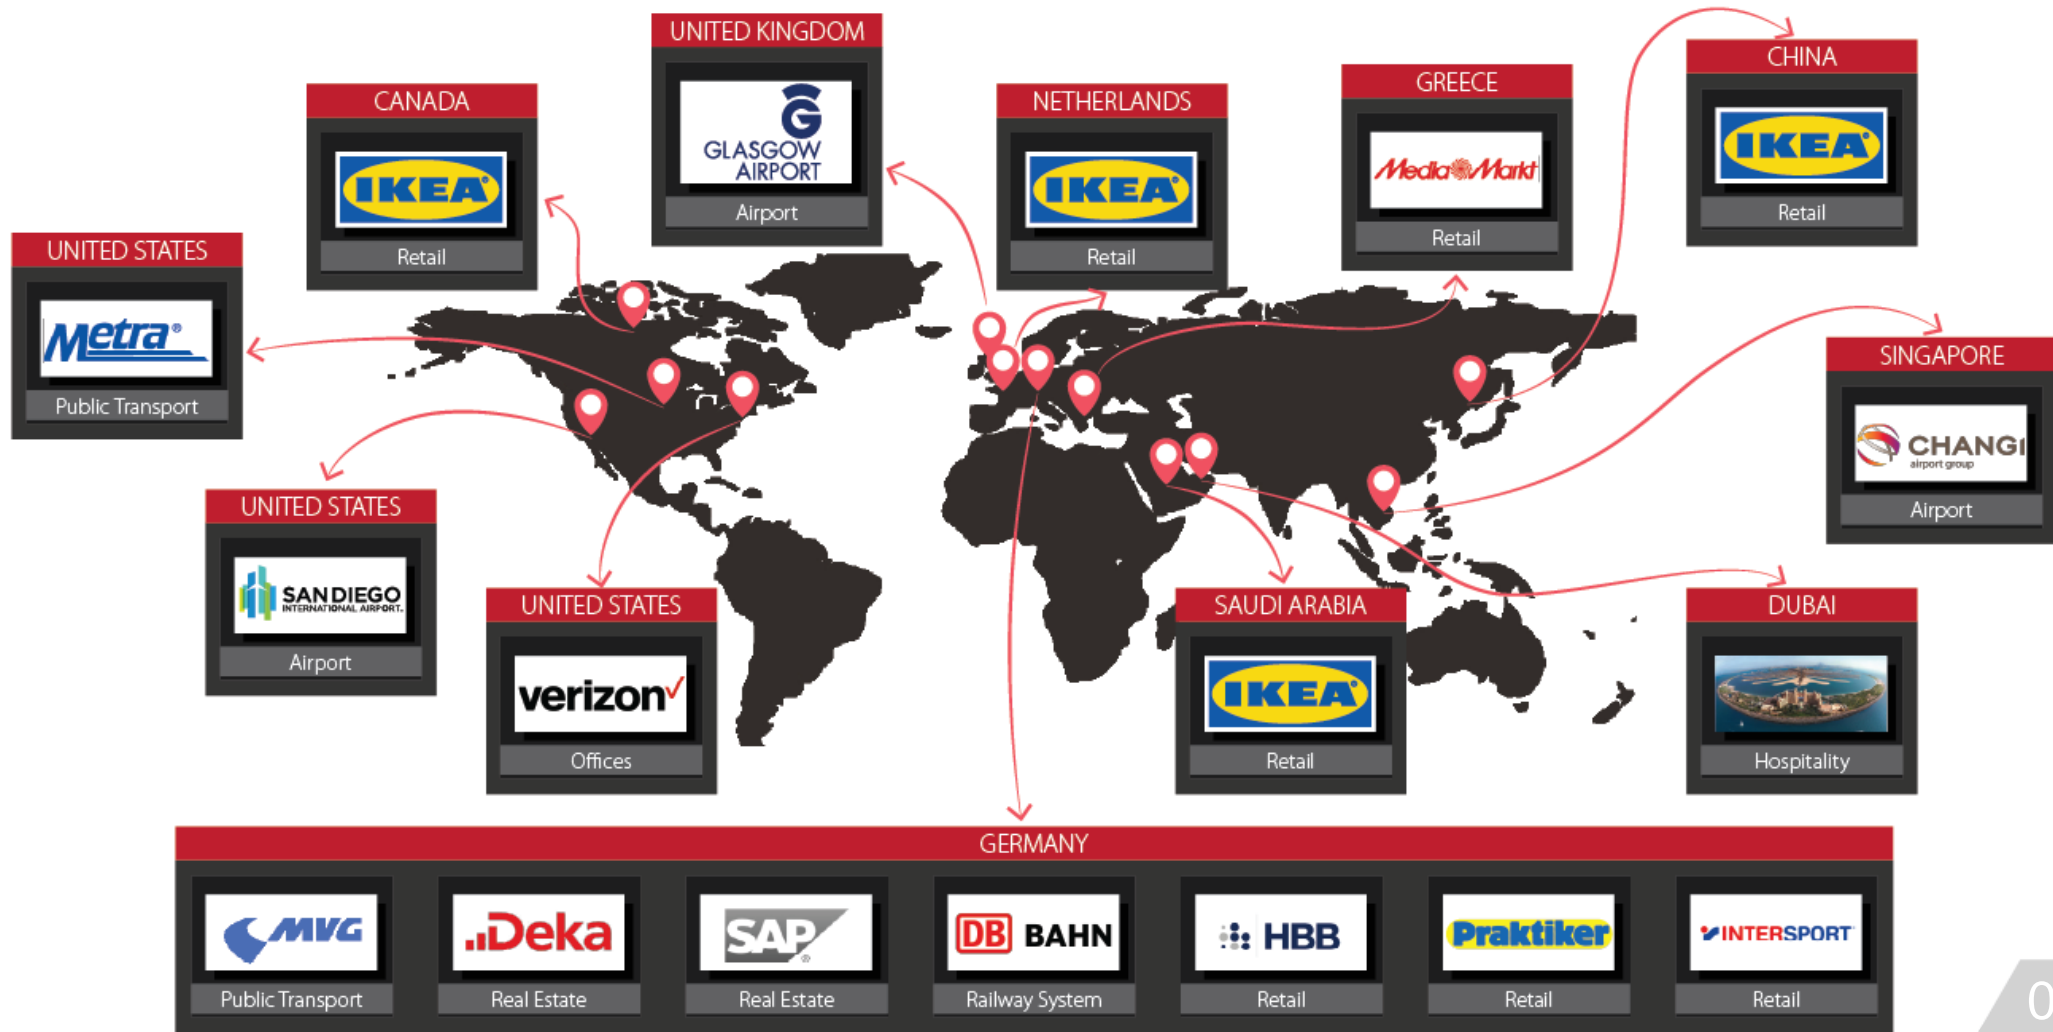 UNITED KINGDOM
GLASGOW
AIRPORT
Airport
CANADA
IKEA
Retail
NETHERLANDS
IKEA
Retail
GREECE
Media Markt
Retail
CHINA
IKEA
Retail
UNITED STATES
Metra
Public Transport
SINGAPORE
CHANGI
airport group
Airport
UNITED STATES
SAN DIEGO
INTERNATIONAL AIRPORT
Airport
UNITED STATES
verizon
Offices
SAUDI ARABIA
IKEA
Retail
DUBAI
Hospitality
GERMANY
MVG
Public Transport
Deka
Real Estate
SAP
Real Estate
DB BAHN
Railway System
HBB
Retail
Praktiker
Retail
INTERSPORT
Retail
0